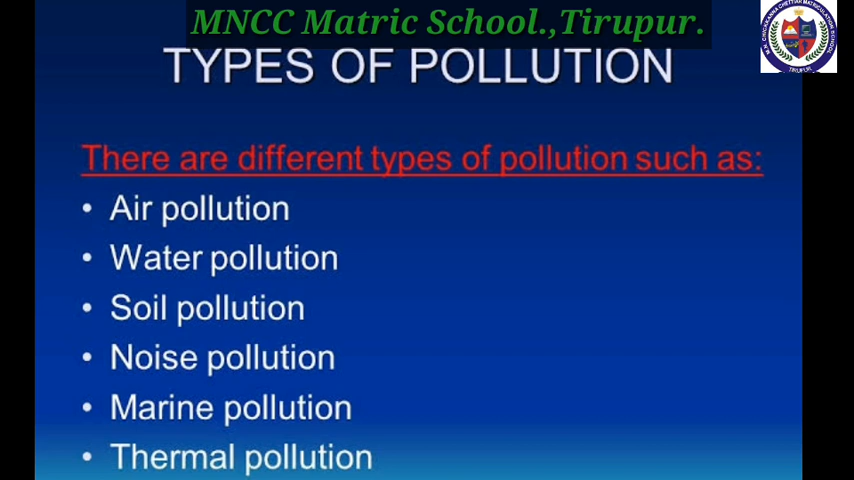 MNCC Matric School.,Tirupur.
TYPES OF POLLUTION
There are different types of pollution such as:
• Air pollution
• Water pollution
• Soil pollution
• Noise pollution
• Marine pollution
• Thermal pollution
TIRUPUR